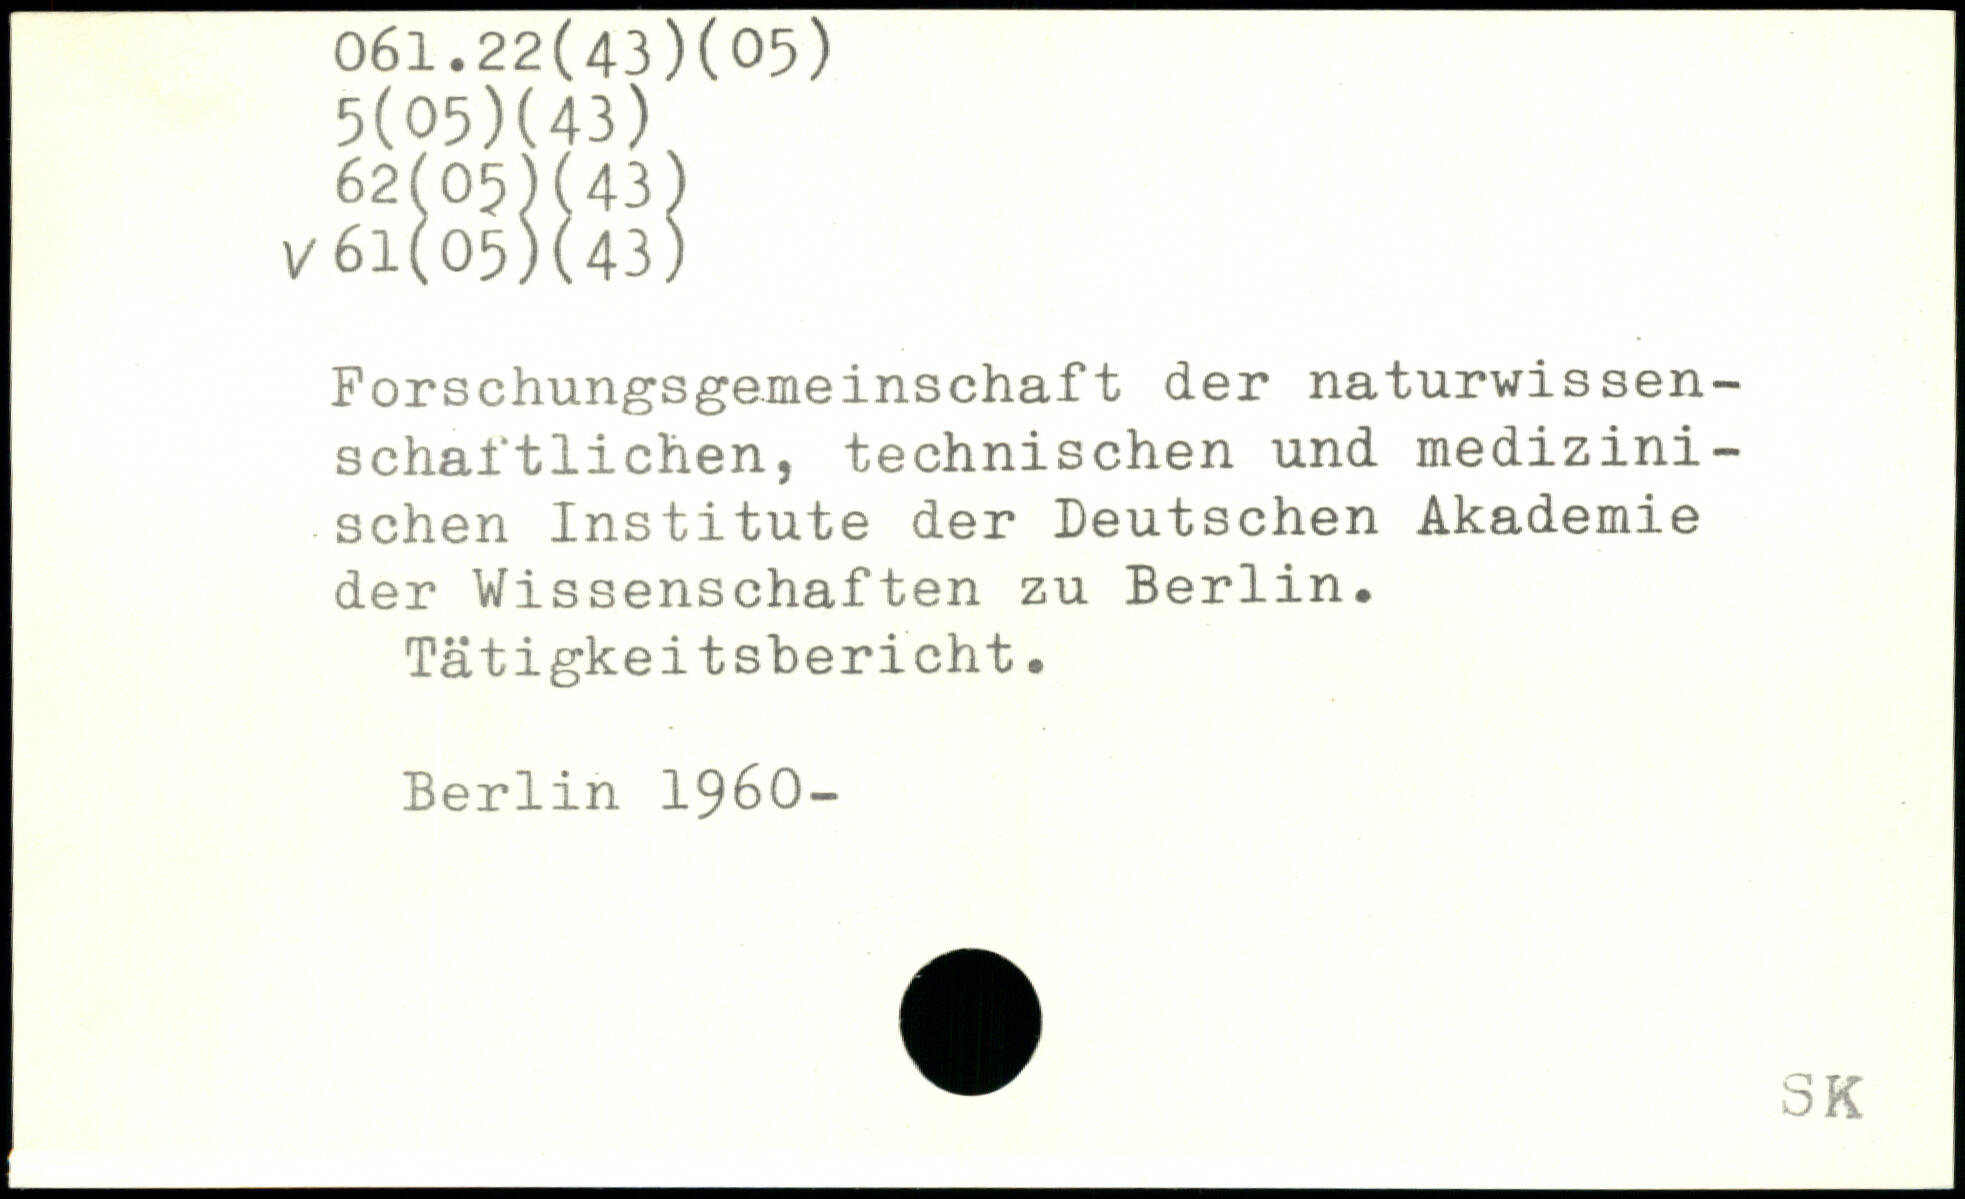 061.22(43)(05)
5(05)(43)
62(05)(43)
V 61(05)(43)
Forschungsgemeinschaft der naturwissen-
schaftlichen, technischen und medizini-
schen Institute der Deutschen Akademie
der Wissenschaften zu Berlin.
Tätigkeitsbericht.
Berlin 1960-
SK